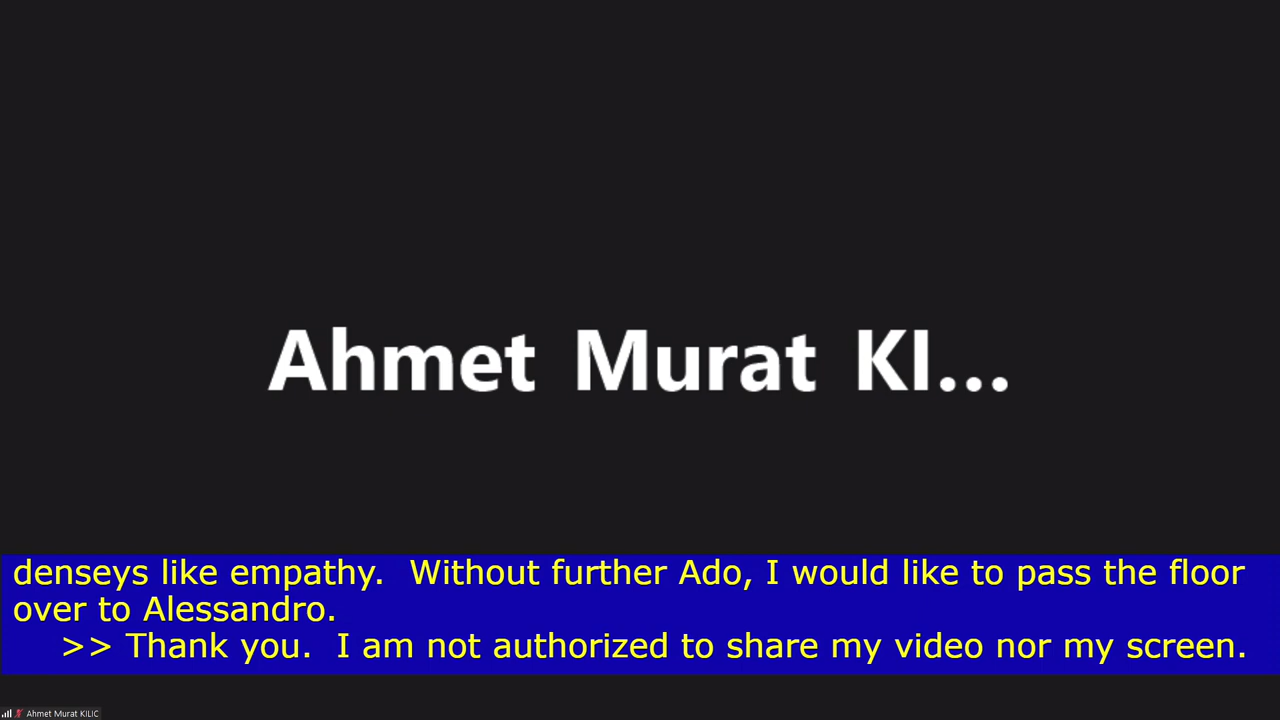 Ahmet Murat KI...
denseys like empathy.  Without further Ado, I would like to pass the floor
over to Alessandro.
>> Thank you.  I am not authorized to share my video nor my screen.
Ahmet Murat KILIC